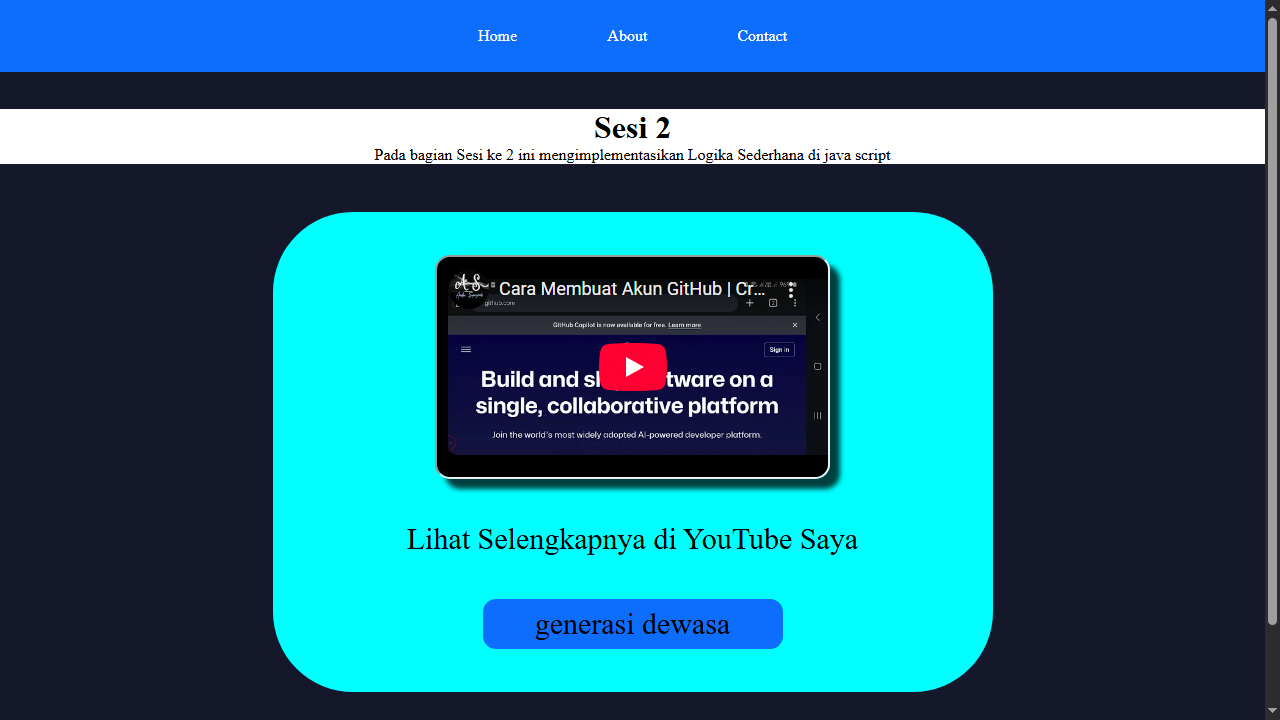 Home About Contact
Sesi 2
Pada bagian Sesi ke 2 ini mengimplementasikan Logika Sederhana di java script
A S
Cara Membuat Akun GitHub | Cr...
github.com
GitHub Copilot is now available for free. Learn more
Sign in
Build and sh tware on a
single, collaborative platform
Join the world's most widely adopted AI-powered developer platform.
Lihat Selengkapnya di YouTube Saya
generasi dewasa